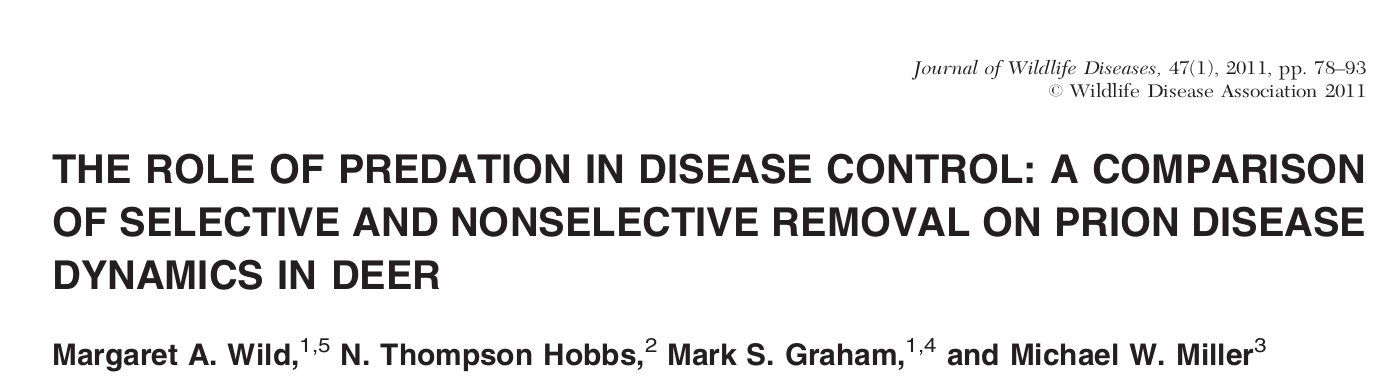 Journal of Wildlife Diseases, 47(1), 2011, pp. 78–93
© Wildlife Disease Association 2011
THE ROLE OF PREDATION IN DISEASE CONTROL: A COMPARISON
OF SELECTIVE AND NONSELECTIVE REMOVAL ON PRION DISEASE
DYNAMICS IN DEER
Margaret A. Wild,1,5 N. Thompson Hobbs,2 Mark S. Graham,1,4 and Michael W. Miller3